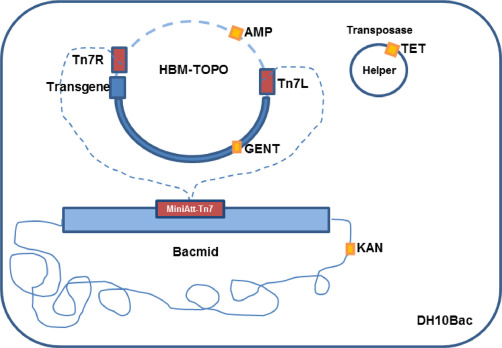 AMP
Tn7R
HBM-TOPO
Transgene
Tn7L
GENT
Transposase
TET
Helper
MiniAtt-Tn7
Bacmid
KAN
DH10Bac